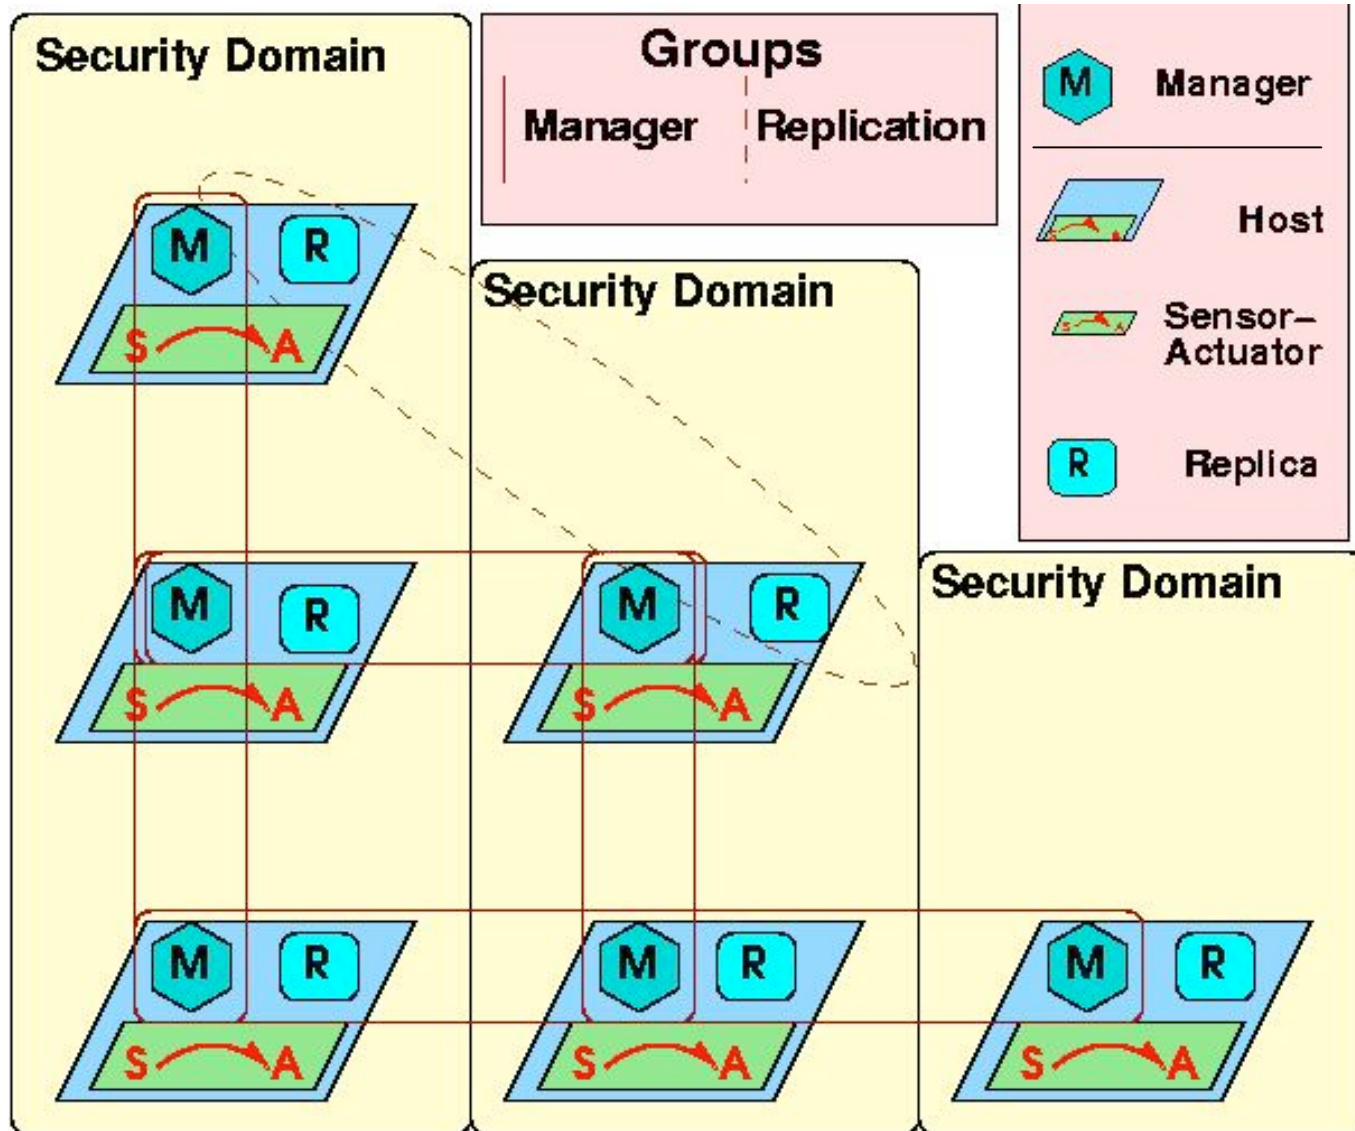 Security Domain
Groups
Manager
Replication
M
Manager
Host
S A
Sensor–
Actuator
R
Replica
M R
S A
Security Domain
M R
S A
M R
S A
Security Domain
M R
S A
M R
S A
M R
S A